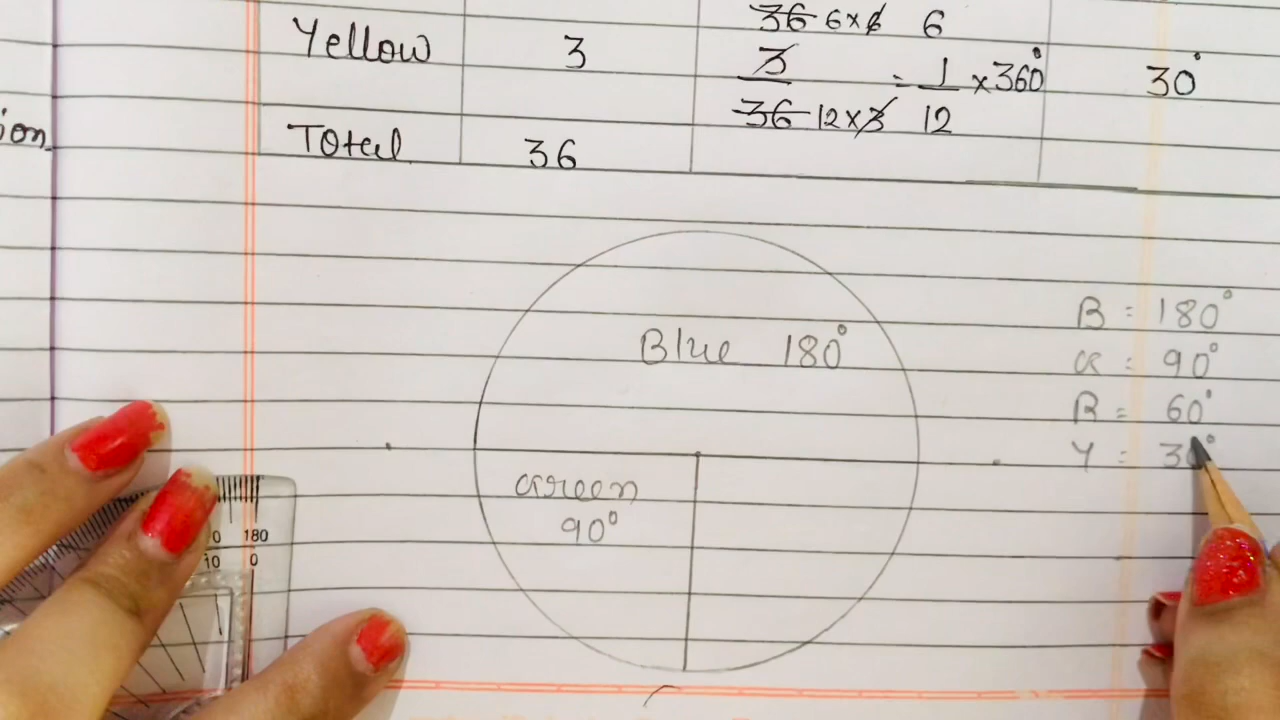 36 6×6 6
Yellow 3 3 = 1 ×360° 30°
36 12×3 12
ion
Total 36
B = 180°
Blue 180°
G = 90°
R = 60°
Y = 30°
Green
90°
0 180
10 0